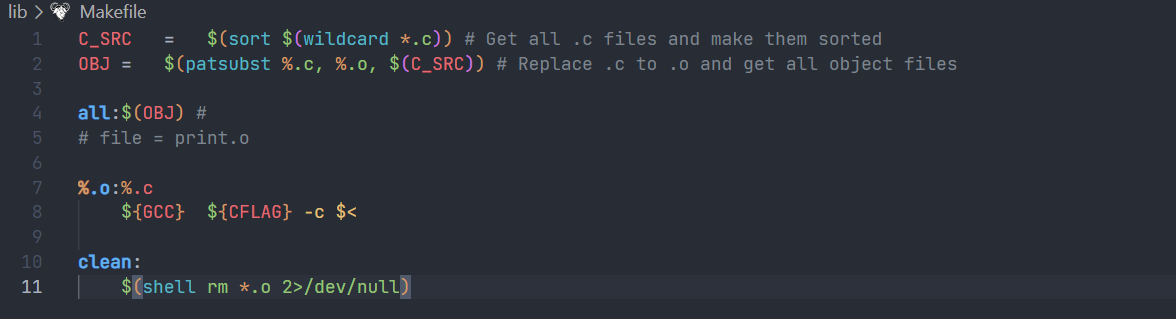 lib > Makefile
1 C_SRC   =   $(sort $(wildcard *.c)) # Get all .c files and make them sorted
2 OBJ =   $(patsubst %.c, %.o, $(C_SRC)) # Replace .c to .o and get all object files
3
4 all:$(OBJ) #
5 # file = print.o
6
7 %.o:%.c
8     ${GCC}  ${CFLAG} -c $<
9
10 clean:
11     $(shell rm *.o 2>/dev/null)